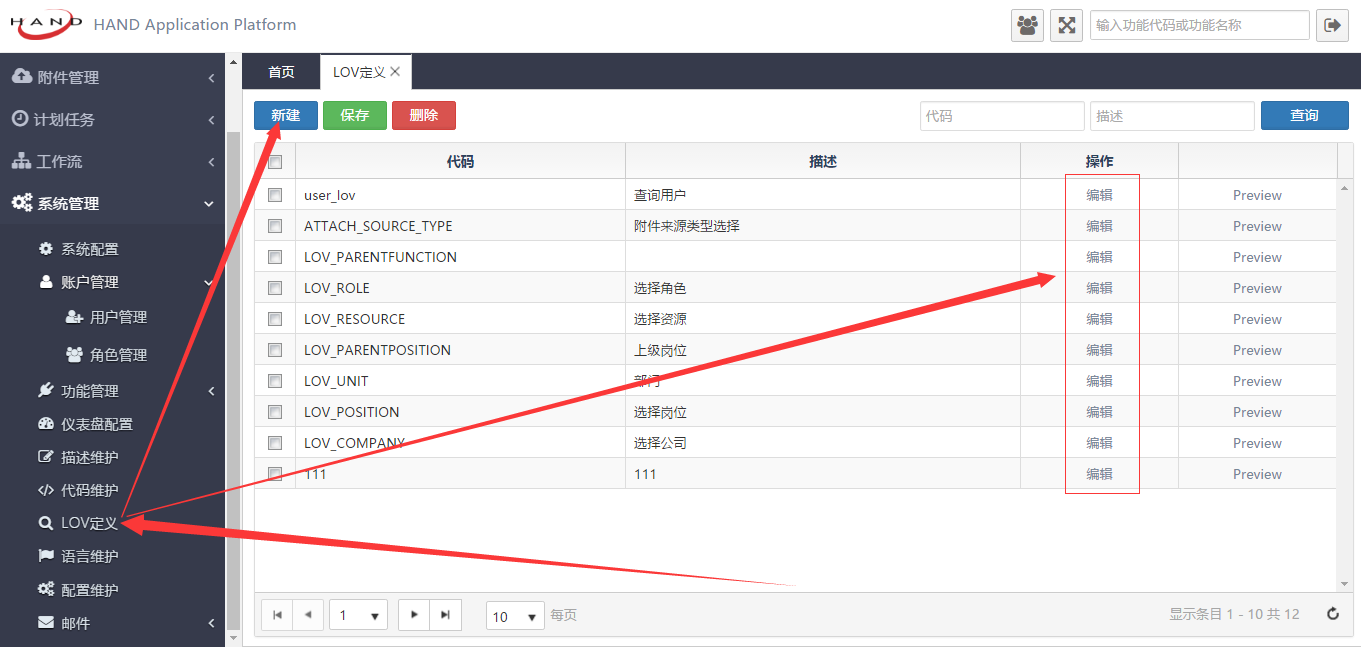 HAND HAND Application Platform 输入功能代码或功能名称
附件管理
计划任务
工作流
系统管理
系统配置
账户管理
用户管理
角色管理
功能管理
仪表盘配置
描述维护
代码维护
LOV定义
语言维护
配置维护
邮件
首页 LOV定义
新建 保存 删除 代码 描述 查询
代码 描述 操作
user_lov 查询用户 编辑 Preview
ATTACH_SOURCE_TYPE 附件来源类型选择 编辑 Preview
LOV_PARENTFUNCTION 编辑 Preview
LOV_ROLE 选择角色 编辑 Preview
LOV_RESOURCE 选择资源 编辑 Preview
LOV_PARENTPOSITION 上级岗位 编辑 Preview
LOV_UNIT 部门 编辑 Preview
LOV_POSITION 选择岗位 编辑 Preview
LOV_COMPANY 选择公司 编辑 Preview
111 111 编辑 Preview
1 10 每页 显示条目 1 - 10 共 12